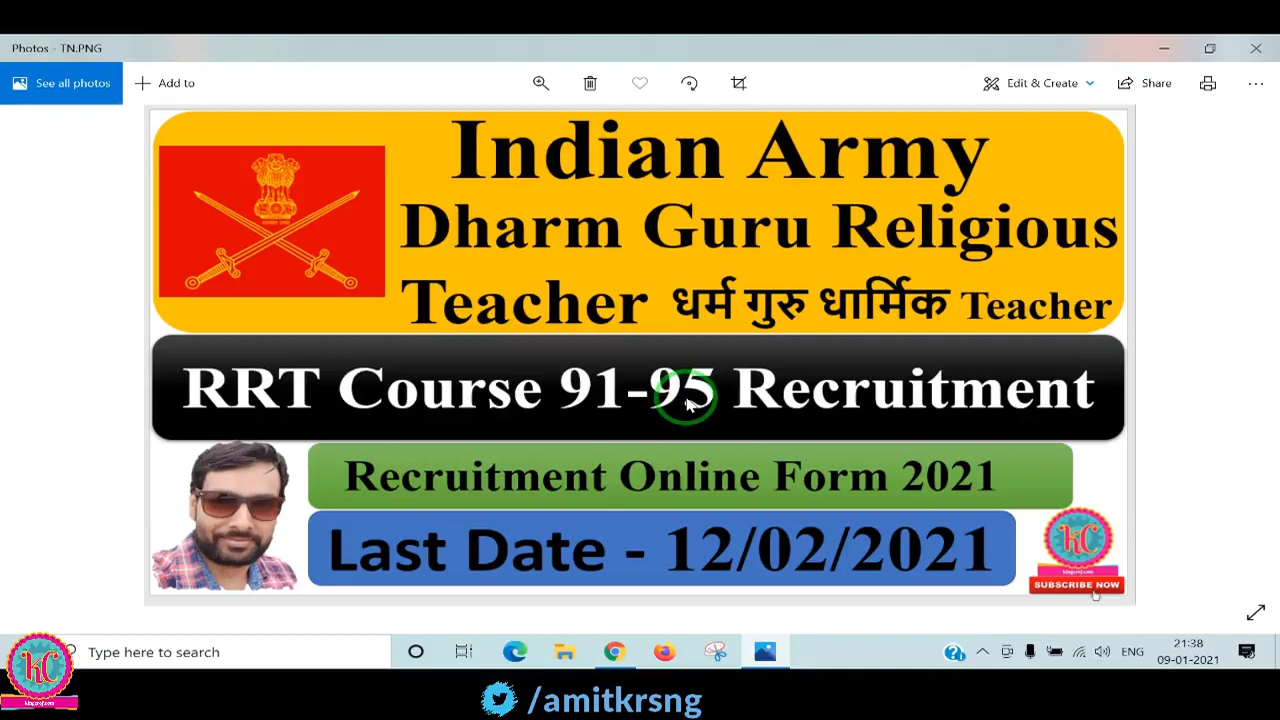 Photos - TN.PNG
See all photos
Add to
Edit & Create
Share
Indian Army
Dharm Guru Religious
Teacher धर्म गुरु धार्मिक Teacher
RRT Course 91-95 Recruitment
Recruitment Online Form 2021
Last Date - 12/02/2021
KC
SUBSCRIBE NOW
Type here to search
ENG
21:38
09-01-2021
KC
/amitkrsng